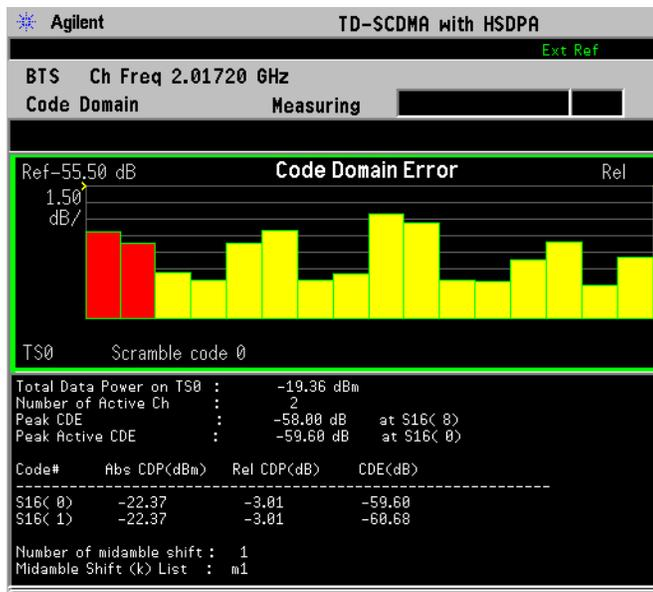 Agilent TD-SCDMA with HSDPA
Ext Ref
BTS Ch Freq 2.01720 GHz
Code Domain Measuring
Ref-55.50 dB Code Domain Error Rel
1.50
dB/
TS0 Scramble code 0
Total Data Power on TS0 : -19.36 dBm
Number of Active Ch : 2
Peak CDE : -58.00 dB at S16( 8)
Peak Active CDE : -59.60 dB at S16( 0)
Code# Abs CDP(dBm) Rel CDP(dB) CDE(dB)
S16( 0) -22.37 -3.01 -59.60
S16( 1) -22.37 -3.01 -60.68
Number of midamble shift : 1
Midamble Shift (k) List : m1